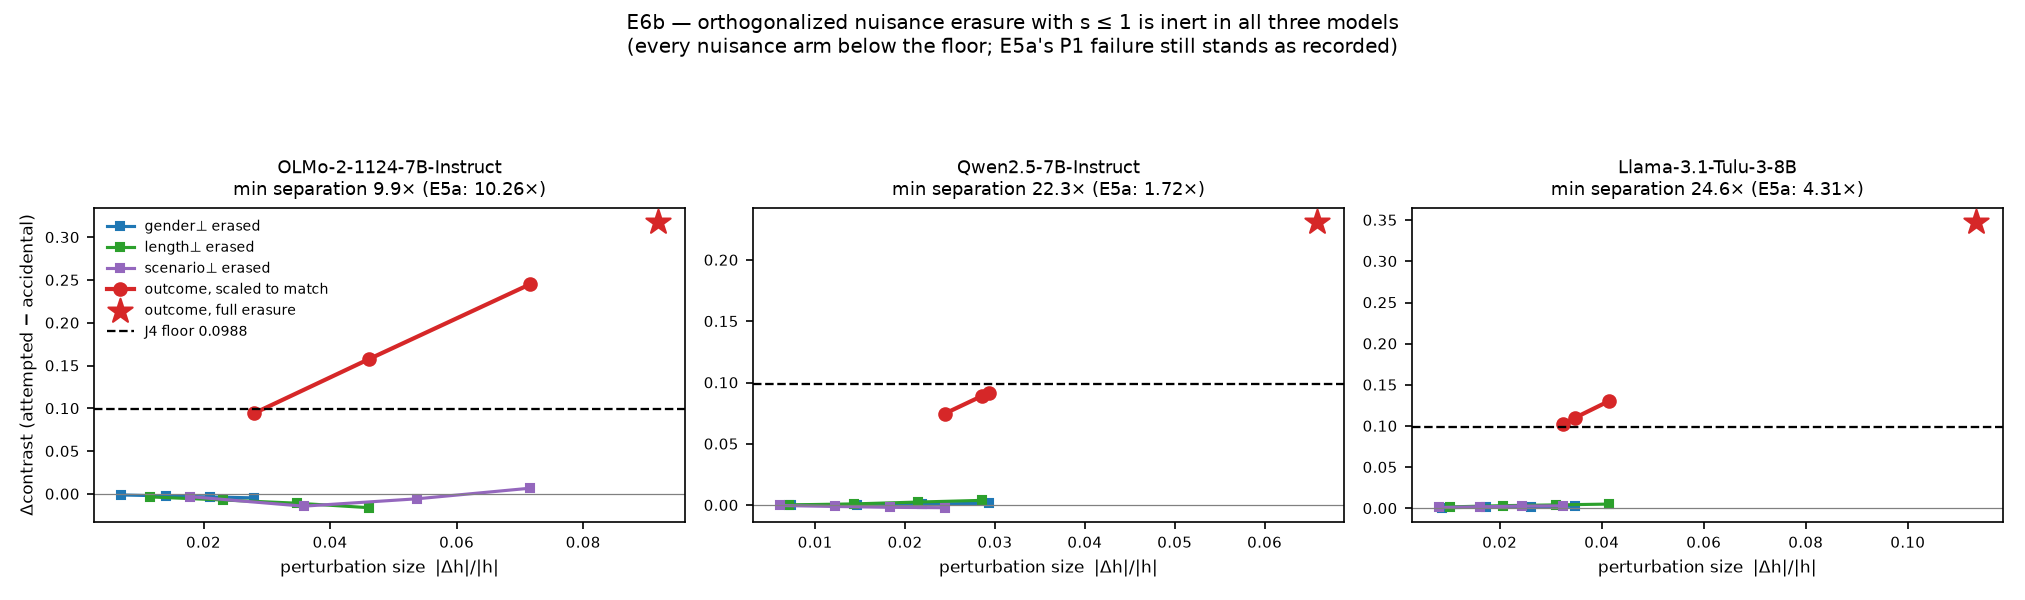 E6b — orthogonalized nuisance erasure with s ≤ 1 is inert in all three models
(every nuisance arm below the floor; E5a's P1 failure still stands as recorded)
OLMo-2-1124-7B-Instruct
min separation 9.9× (E5a: 10.26×)
Δcontrast (attempted − accidental)
0.30
0.25
0.20
0.15
0.10
0.05
0.00
gender⊥ erased
length⊥ erased
scenario⊥ erased
outcome, scaled to match
outcome, full erasure
J4 floor 0.0988
0.02 0.04 0.06 0.08
perturbation size |Δh|/|h|
Qwen2.5-7B-Instruct
min separation 22.3× (E5a: 1.72×)
0.20
0.15
0.10
0.05
0.00
0.01 0.02 0.03 0.04 0.05 0.06
perturbation size |Δh|/|h|
Llama-3.1-Tulu-3-8B
min separation 24.6× (E5a: 4.31×)
0.35
0.30
0.25
0.20
0.15
0.10
0.05
0.00
0.02 0.04 0.06 0.08 0.10
perturbation size |Δh|/|h|